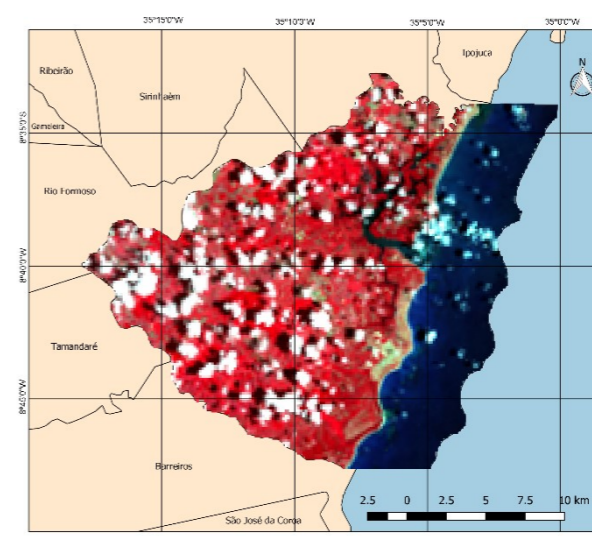 35°15'0"W 35°10'0"W 35°5'0"W 35°0'0"W
Ipojuca
N
Ribeirão
Sirinhaém
Gameleira
8°35'0"S
Rio Formoso
8°40'0"W
Tamandaré
8°45'0"W
Barreiros
2.5 0 2.5 5 7.5 10 km
São José da Coroa